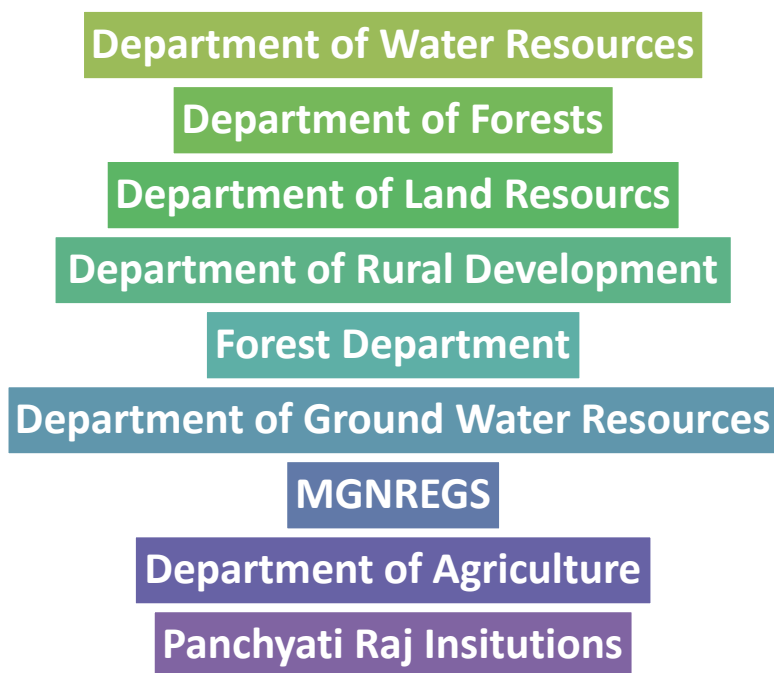 Department of Water Resources
Department of Forests
Department of Land Resourcs
Department of Rural Development
Forest Department
Department of Ground Water Resources
MGNREGS
Department of Agriculture
Panchyati Raj Insitutions